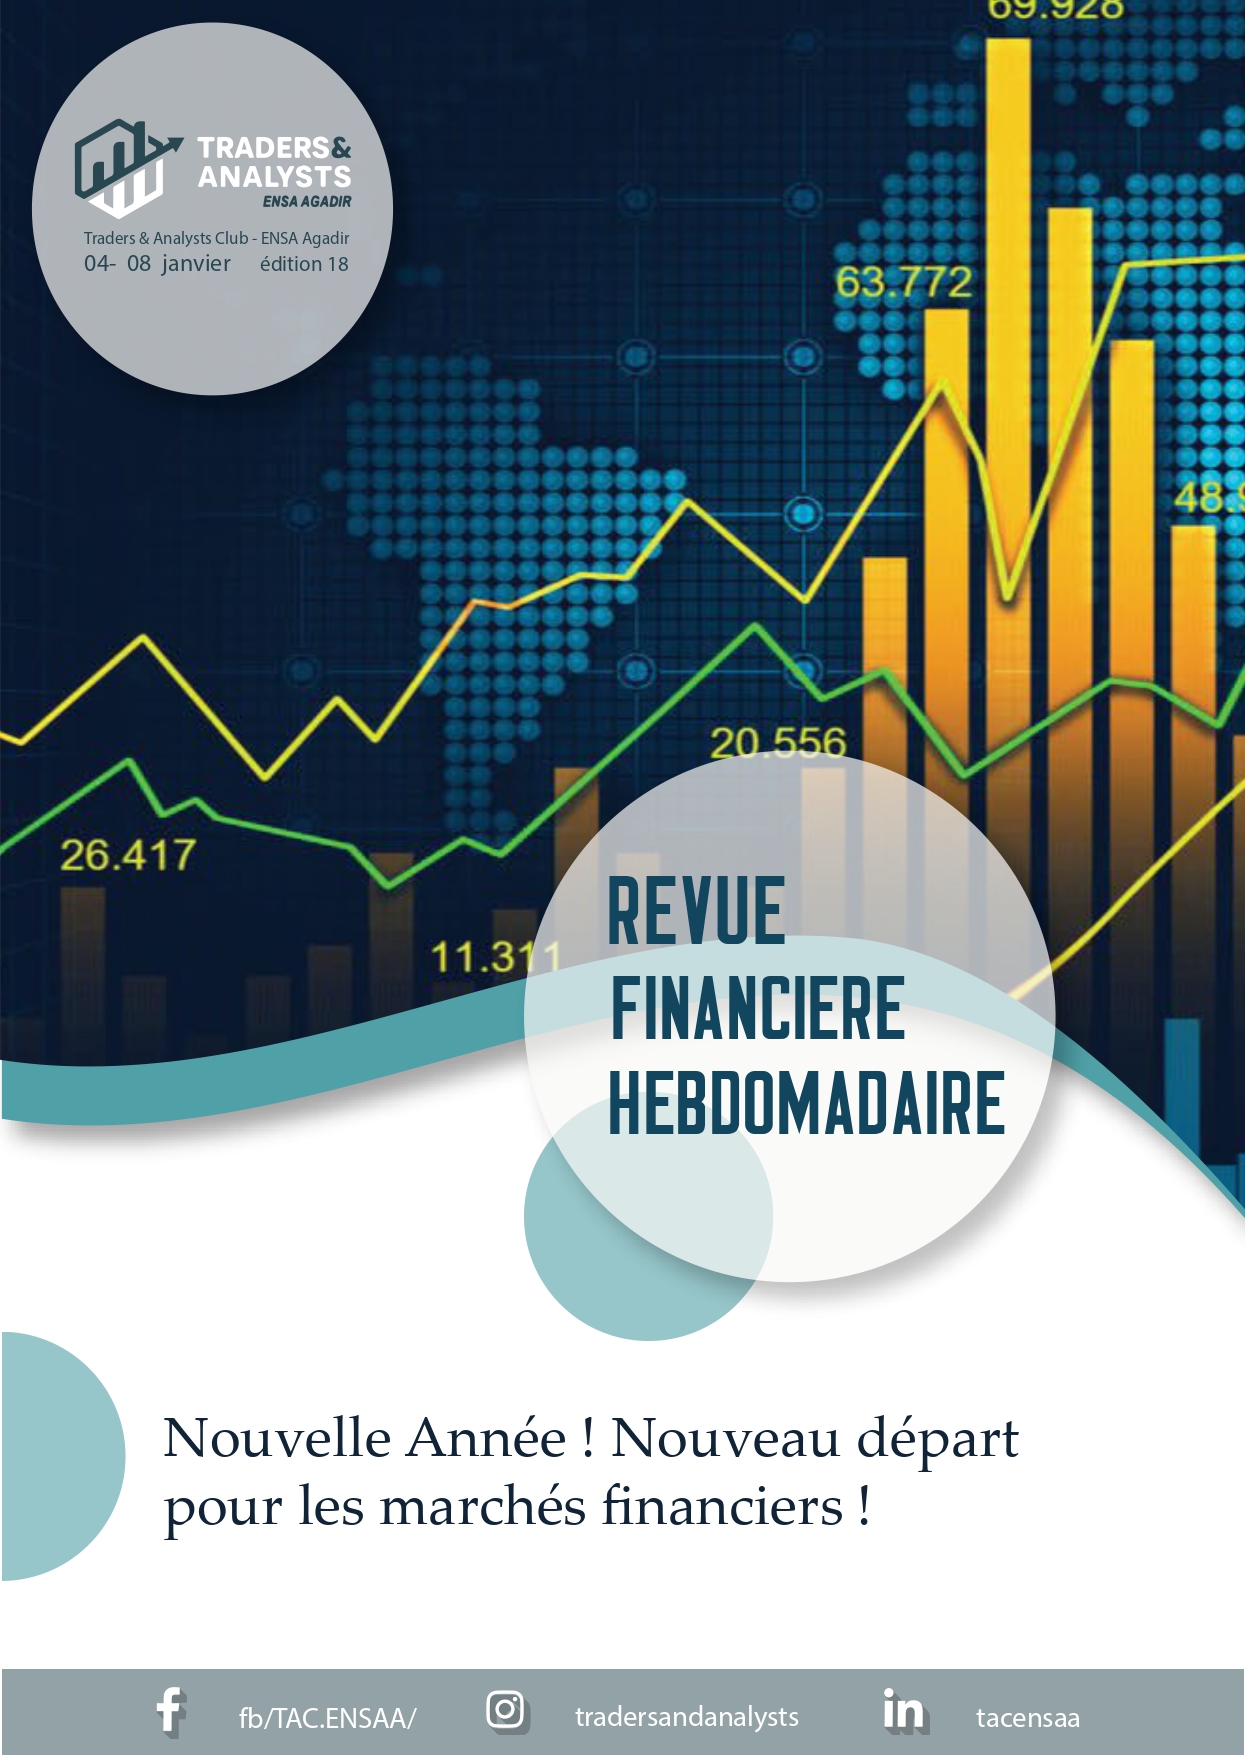 69.928
TRADERS&
ANALYSTS
ENSA AGADIR
Traders & Analysts Club - ENSA Agadir
04- 08 janvier édition 18
63.772
48.9
20.556
26.417
11.311
REVUE
FINANCIERE
HEBDOMADAIRE
Nouvelle Année ! Nouveau départ
pour les marchés financiers !
fb/TAC.ENSAA/ tradersandanalysts tacensaa